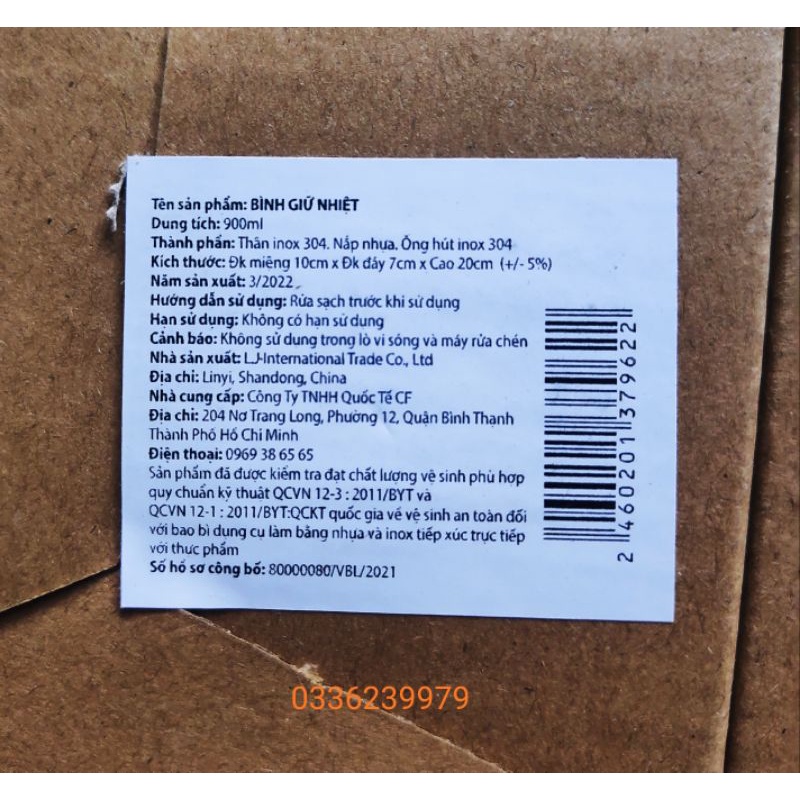 Tên sản phẩm: BÌNH GIỮ NHIỆT
Dung tích: 900ml
Thành phần: Thân inox 304. Nắp nhựa. Ống hút inox 304
Kích thước: Đk miệng 10cm x Đk đáy 7cm x Cao 20cm (+/- 5%)
Năm sản xuất: 3/2022
Hướng dẫn sử dụng: Rửa sạch trước khi sử dụng
Hạn sử dụng: Không có hạn sử dụng
Cảnh báo: Không sử dụng trong lò vi sóng và máy rửa chén
Nhà sản xuất: LJ-International Trade Co., Ltd
Địa chỉ: Linyi, Shandong, China
Nhà cung cấp: Công Ty TNHH Quốc Tế CF
Địa chỉ: 204 Nơ Trang Long, Phường 12, Quận Bình Thạnh
Thành Phố Hồ Chí Minh
Điện thoại: 0969 38 65 65
Sản phẩm đã được kiểm tra đạt chất lượng vệ sinh phù hợp
quy chuẩn kỹ thuật QCVN 12-3 : 2011/BYT và
QCVN 12-1 : 2011/BYT:QCKT quốc gia về vệ sinh an toàn đối
với bao bì dụng cụ làm bằng nhựa và inox tiếp xúc trực tiếp
với thực phẩm
Số hồ sơ công bố: 80000080/VBL/2021
2 460201 379622
0336239979